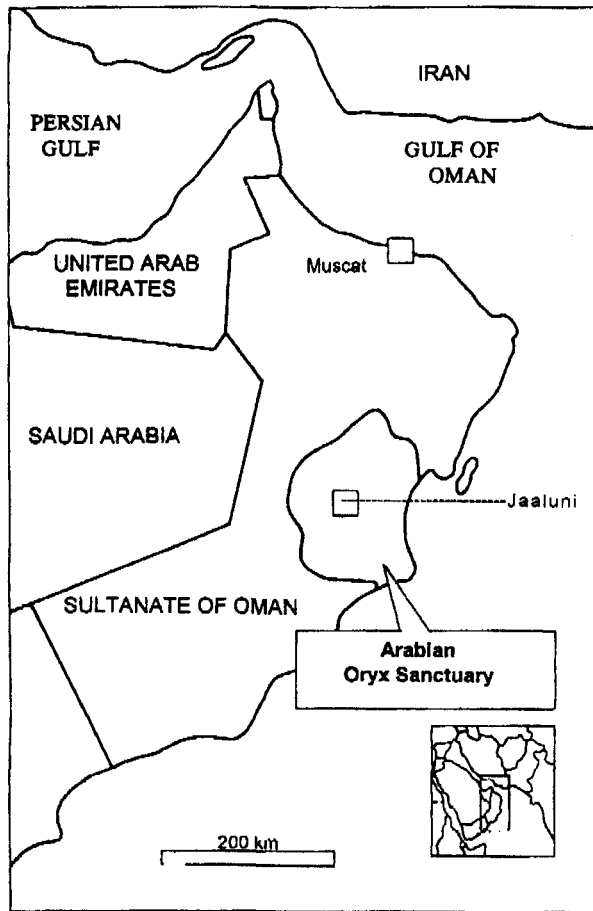 IRAN
PERSIAN
GULF
GULF OF
OMAN
UNITED ARAB
EMIRATES
Muscat
SAUDI ARABIA
Jaaluni
SULTANATE OF OMAN
Arabian
Oryx Sanctuary
200 km